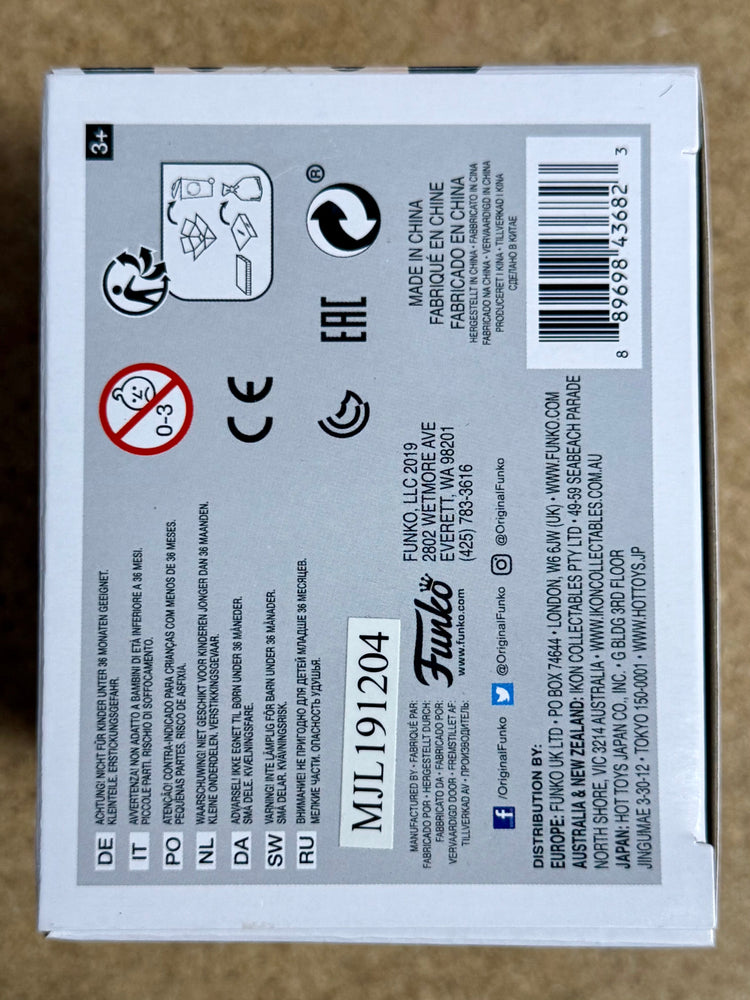 3+
0-3
DE
ACHTUNG! NICHT FÜR KINDER UNTER 36 MONATEN GEEIGNET.
KLEINTEILE. ERSTICKUNGSGEFAHR.
IT
AVVERTENZA! NON ADATTO A BAMBINI DI ETÀ INFERIORE A 36 MESI.
PICCOLE PARTI. RISCHIO DI SOFFOCAMENTO.
PO
ATENÇÃO! CONTRA-INDICADO PARA CRIANÇAS COM MENOS DE 36 MESES.
PEQUENAS PARTES. RISCO DE ASFIXIA.
NL
WAARSCHUWING! NIET GESCHIKT VOOR KINDEREN JONGER DAN 36 MAANDEN.
KLEINE ONDERDELEN. VERSTIKKINGSGEVAAR.
DA
ADVARSEL! IKKE EGNET TIL BØRN UNDER 36 MÅNEDER.
SMÅ DELE. KVÆLNINGSFARE.
SW
VARNING! INTE LÄMPLIG FÖR BARN UNDER 36 MÅNADER.
SMÅ DELAR. KVÄVNINGSRISK.
RU
ВНИМАНИЕ! НЕ ПРИГОДНО ДЛЯ ДЕТЕЙ МЛАДШЕ 36 МЕСЯЦЕВ.
МЕЛКИЕ ЧАСТИ. ОПАСНОСТЬ УДУШЬЯ.
CE
EAC
®
MJL191204
MANUFACTURED BY · FABRIQUÉ PAR:
FABRICADO POR · HERGESTELLT DURCH:
FABBRICATO DA · FABRICADO POR:
VERVAARDIGD DOOR · FREMSTILLET AF:
TILLVERKAD AV · ПРОИЗВОДИТЕЛЬ:
Funko
www.funko.com
FUNKO, LLC 2019
2802 WETMORE AVE
EVERETT, WA 98201
(425) 783-3616
/OriginalFunko
@OriginalFunko
@OriginalFunko
MADE IN CHINA
FABRIQUÉ EN CHINE
FABRICADO EN CHINA
HERGESTELLT IN CHINA · FABBRICATO IN CINA
FABRICADO NA CHINA · VERVAARDIGD IN CHINA
PRODUCERET I KINA · TILLVERKAD I KINA
СДЕЛАНО В КИТАЕ
DISTRIBUTION BY:
EUROPE: FUNKO UK LTD · PO BOX 74644 · LONDON, W6 6JW (UK) · WWW.FUNKO.COM
AUSTRALIA & NEW ZEALAND: IKON COLLECTABLES PTY LTD · 49-59 SEABEACH PARADE
NORTH SHORE, VIC 3214 AUSTRALIA · WWW.IKONCOLLECTABLES.COM.AU
JAPAN: HOT TOYS JAPAN CO., INC. · G BLDG 3RD FLOOR
JINGUMAE 3-30-12 · TOKYO 150-0001 · WWW.HOTTOYS.JP
8 89698 43682 3